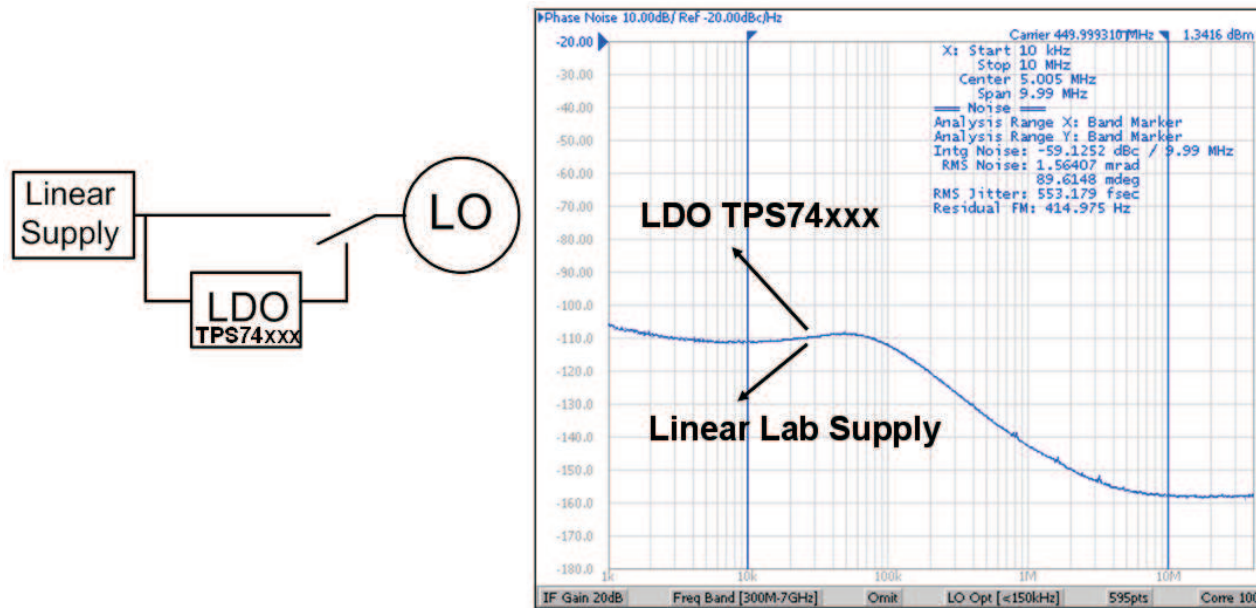 Linear
Supply
LO
LDO
TPS74xxx
Phase Noise 10.00dB/ Ref -20.00dBc/Hz
Carrier 449.999310 MHz 1.3416 dBm
X: Start 10 kHz
Stop 10 MHz
Center 5.005 MHz
Span 9.99 MHz
=== Noise ===
Analysis Range X: Band Marker
Analysis Range Y: Band Marker
Intg Noise: -59.1252 dBc / 9.99 MHz
RMS Noise: 1.56407 mrad
89.6148 mdeg
RMS Jitter: 553.179 fsec
Residual FM: 414.975 Hz
-20.00
-30.00
-40.00
-50.00
-60.00
-70.00
-80.00
-90.00
-100.0
-110.0
-120.0
-130.0
-140.0
-150.0
-160.0
-170.0
-180.0
LDO TPS74xxx
Linear Lab Supply
1k 10k 100k 1M 10M
IF Gain 20dB Freq Band [300M-7GHz] Omit LO Opt [<150kHz] 595pts Corre 10